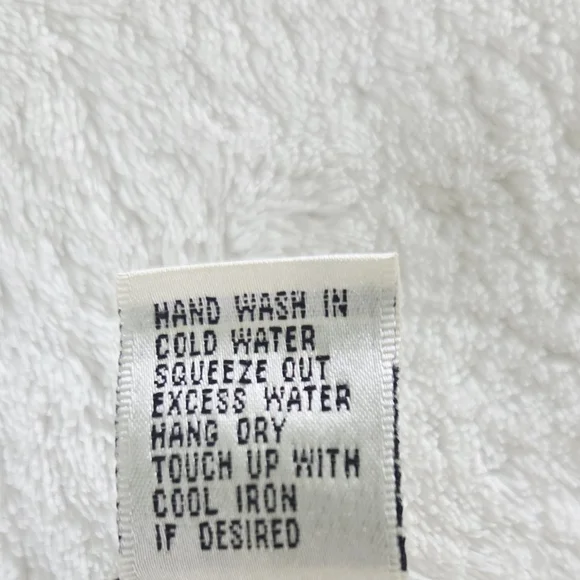 HAND WASH IN
COLD WATER
SQUEEZE OUT
EXCESS WATER
HANG DRY
TOUCH UP WITH
COOL IRON
IF DESIRED